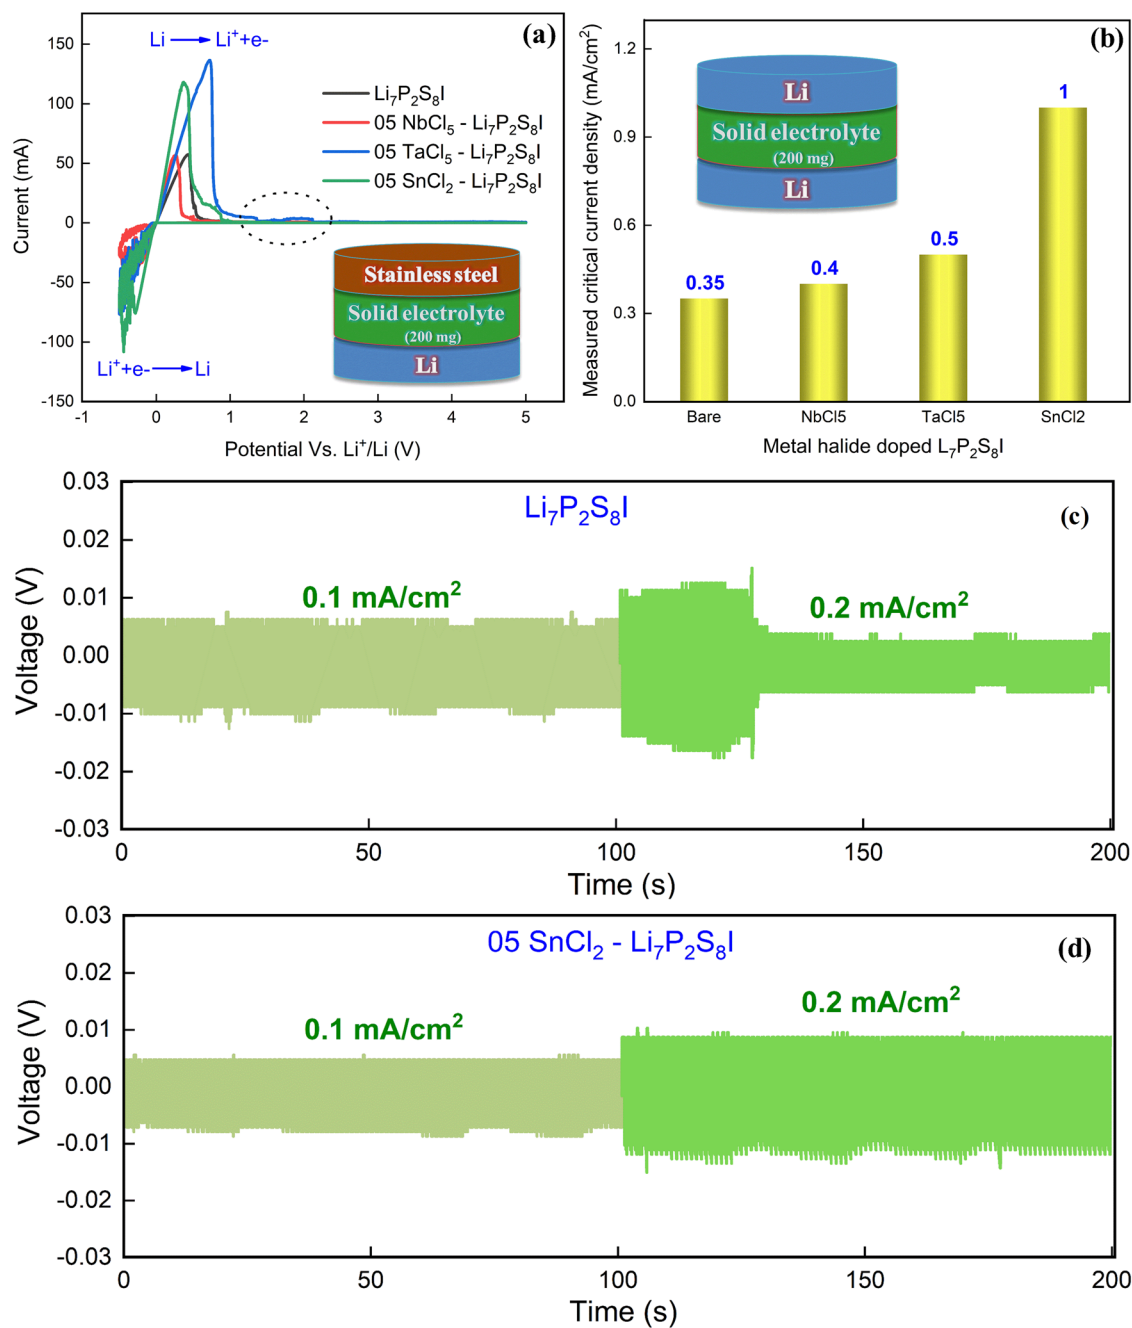 (a)
Li → Li⁺+e-
Li₇P₂S₈I
05 NbCl₅ - Li₇P₂S₈I
05 TaCl₅ - Li₇P₂S₈I
05 SnCl₂ - Li₇P₂S₈I
Stainless steel
Solid electrolyte
(200 mg)
Li
Li⁺+e- → Li
Current (mA)
150
100
50
0
-50
-100
-150
-1 0 1 2 3 4 5
Potential Vs. Li⁺/Li (V)
(b)
Li
Solid electrolyte
(200 mg)
Li
Measured critical current density (mA/cm²)
1.2
0.9
0.6
0.3
0.0
0.35
0.4
0.5
1
Bare NbCl5 TaCl5 SnCl2
Metal halide doped L₇P₂S₈I
Li₇P₂S₈I
(c)
0.1 mA/cm²
0.2 mA/cm²
Voltage (V)
0.03
0.02
0.01
0.00
-0.01
-0.02
-0.03
0 50 100 150 200
Time (s)
05 SnCl₂ - Li₇P₂S₈I
(d)
0.1 mA/cm²
0.2 mA/cm²
Voltage (V)
0.03
0.02
0.01
0.00
-0.01
-0.02
-0.03
0 50 100 150 200
Time (s)